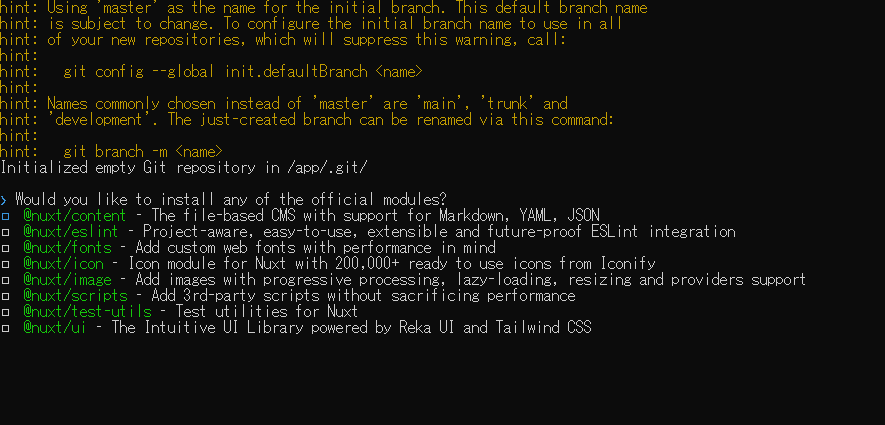 hint: Using 'master' as the name for the initial branch. This default branch name
hint: is subject to change. To configure the initial branch name to use in all
hint: of your new repositories, which will suppress this warning, call:
hint:
hint:   git config --global init.defaultBranch <name>
hint:
hint: Names commonly chosen instead of 'master' are 'main', 'trunk' and
hint: 'development'. The just-created branch can be renamed via this command:
hint:
hint:   git branch -m <name>
Initialized empty Git repository in /app/.git/

❯ Would you like to install any of the official modules?
◻ @nuxt/content - The file-based CMS with support for Markdown, YAML, JSON
◻ @nuxt/eslint - Project-aware, easy-to-use, extensible and future-proof ESLint integration
◻ @nuxt/fonts - Add custom web fonts with performance in mind
◻ @nuxt/icon - Icon module for Nuxt with 200,000+ ready to use icons from Iconify
◻ @nuxt/image - Add images with progressive processing, lazy-loading, resizing and providers support
◻ @nuxt/scripts - Add 3rd-party scripts without sacrificing performance
◻ @nuxt/test-utils - Test utilities for Nuxt
◻ @nuxt/ui - The Intuitive UI Library powered by Reka UI and Tailwind CSS